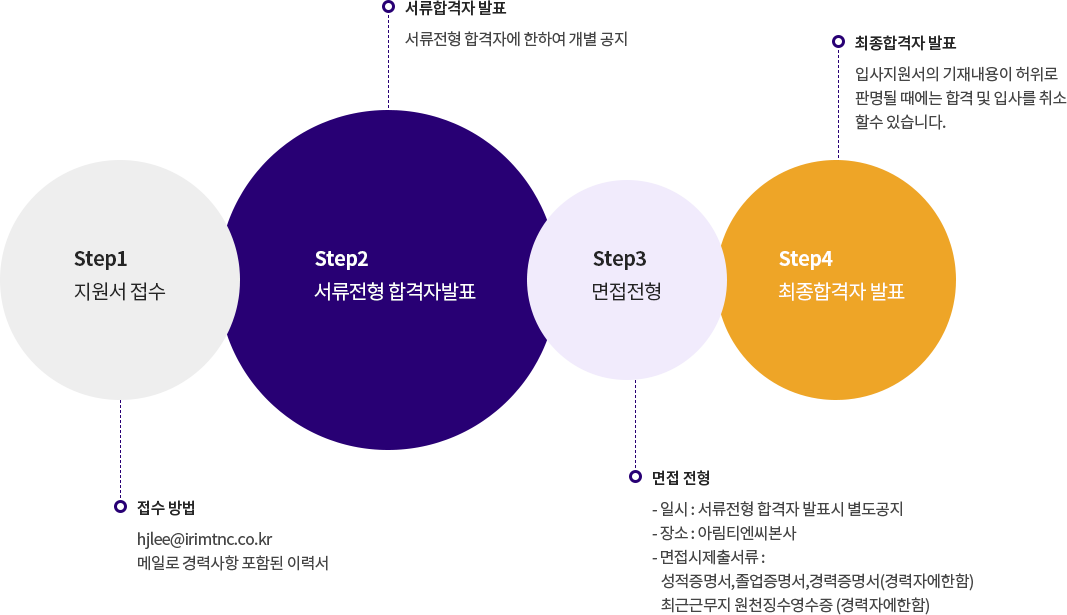 서류합격자 발표
서류전형 합격자에 한하여 개별 공지
최종합격자 발표
입사지원서의 기재내용이 허위로
판명될 때에는 합격 및 입사를 취소
할수 있습니다.
Step1
지원서 접수
Step2
서류전형 합격자발표
Step3
면접전형
Step4
최종합격자 발표
접수 방법
hjlee@irimtnc.co.kr
메일로 경력사항 포함된 이력서
면접 전형
- 일시 : 서류전형 합격자 발표시 별도공지
- 장소 : 아림티엔씨본사
- 면접시제출서류 :
성적증명서,졸업증명서,경력증명서(경력자에한함)
최근근무지 원천징수영수증 (경력자에한함)